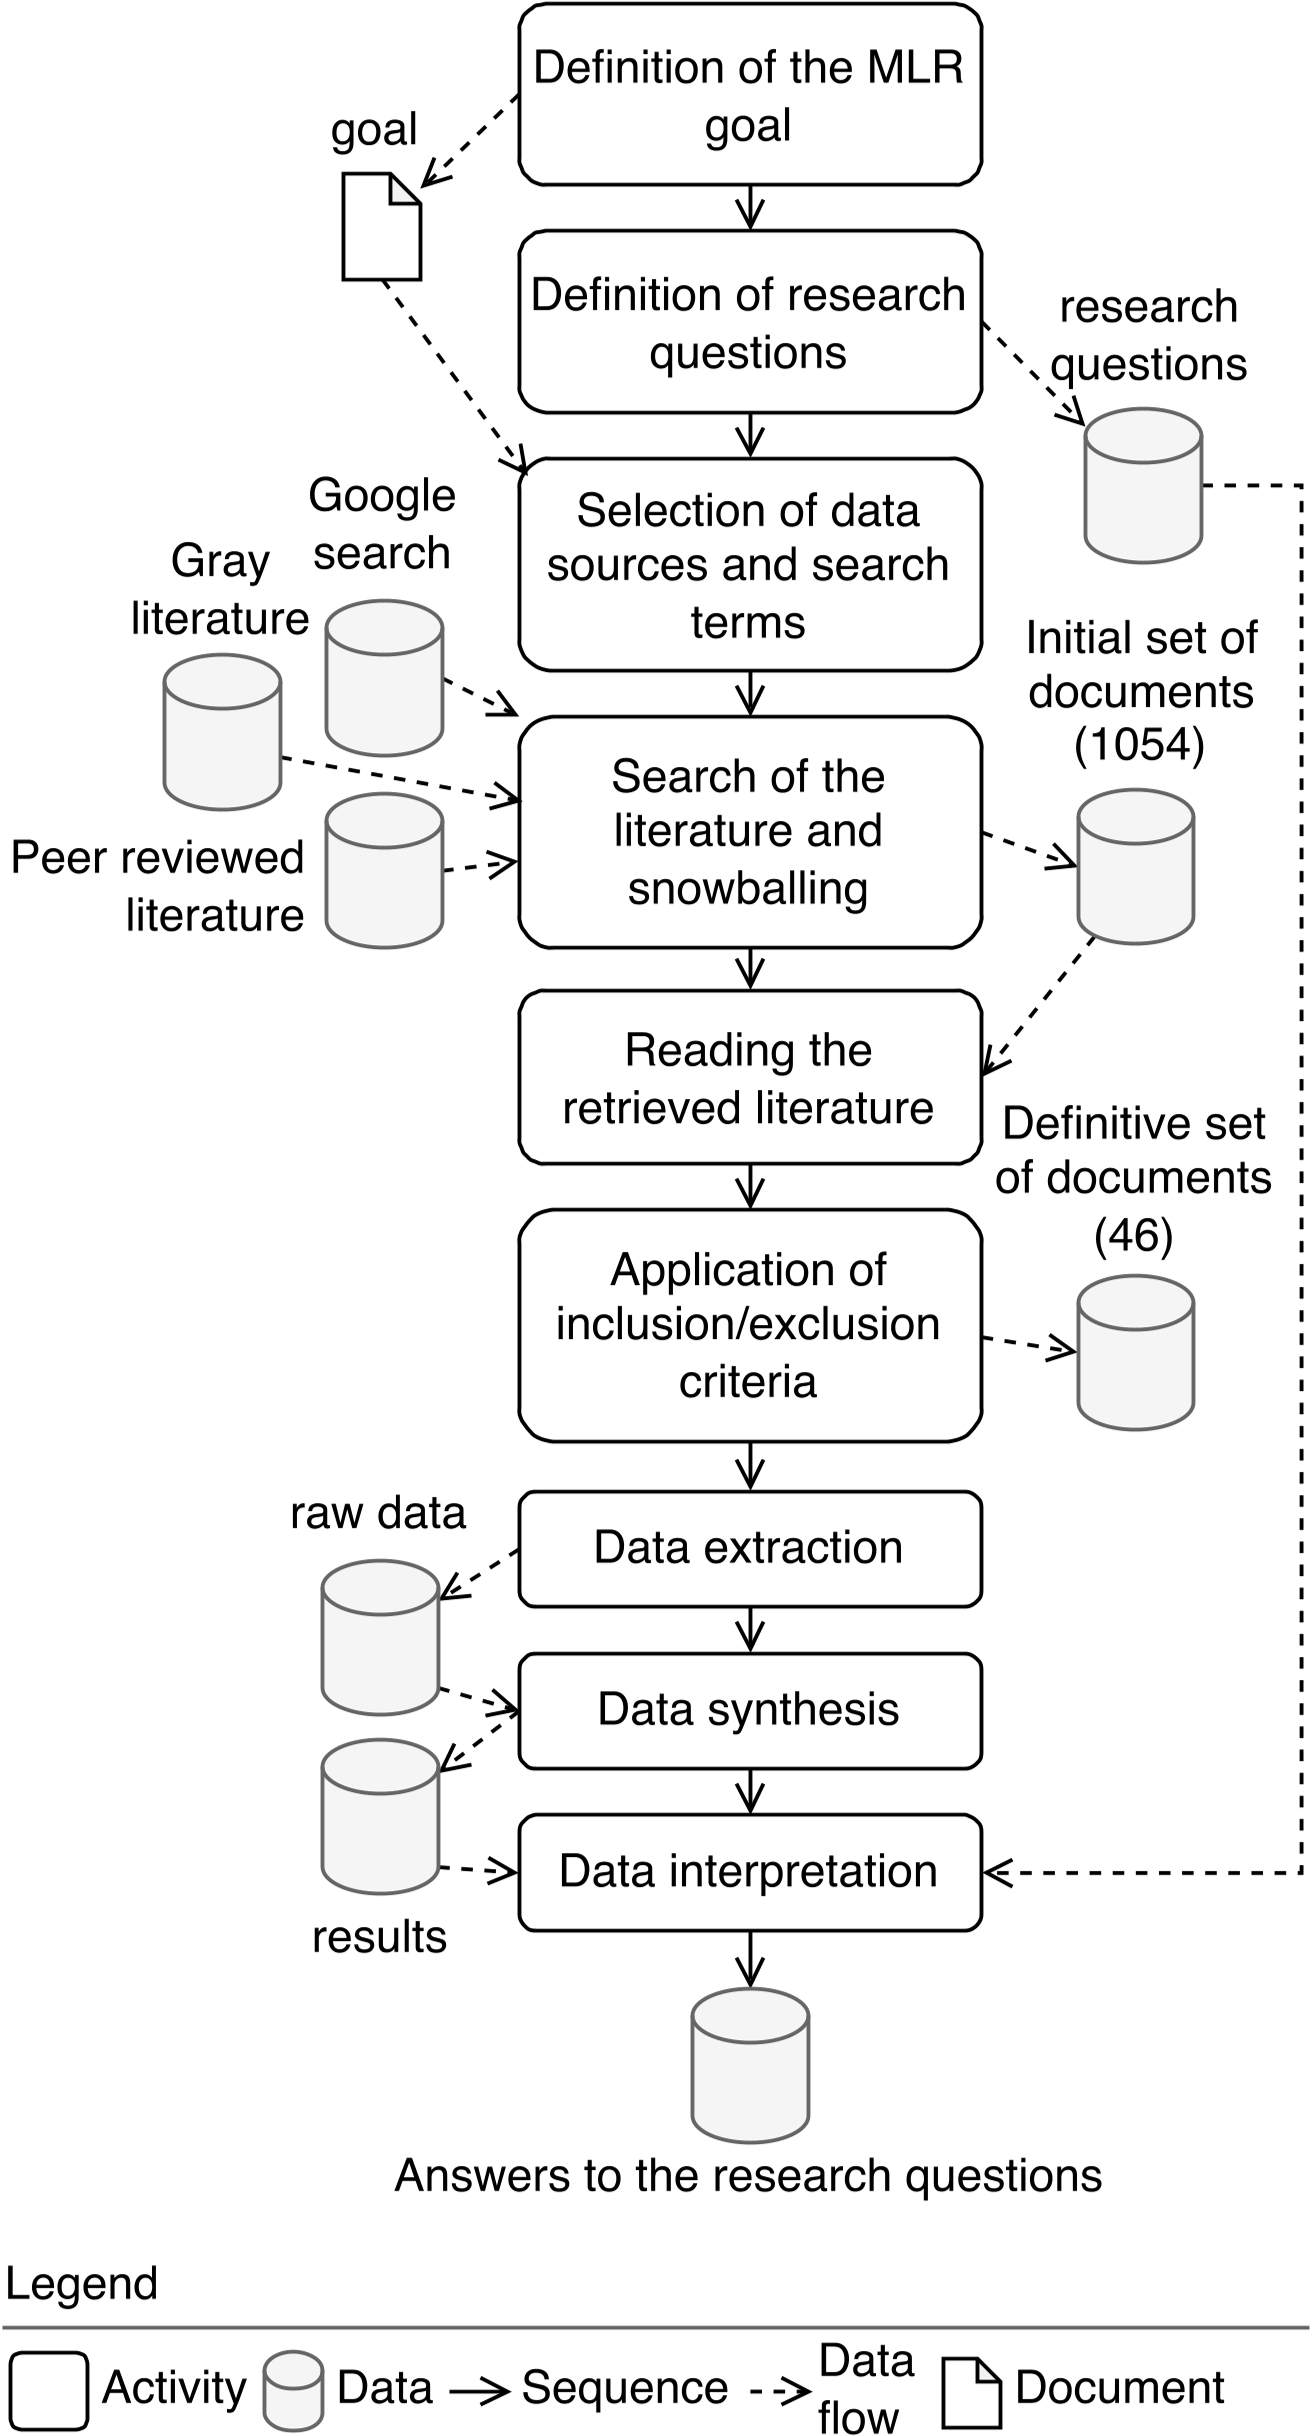 Definition of the MLR
goal
goal
Definition of research
questions
research
questions
Google
search
Selection of data
sources and search
terms
Gray
literature
Initial set of
documents
(1054)
Search of the
literature and
snowballing
Peer reviewed
literature
Reading the
retrieved literature
Definitive set
of documents
(46)
Application of
inclusion/exclusion
criteria
raw data
Data extraction
Data synthesis
Data interpretation
results
Answers to the research questions
Legend
Activity
Data
Sequence
Data
flow
Document